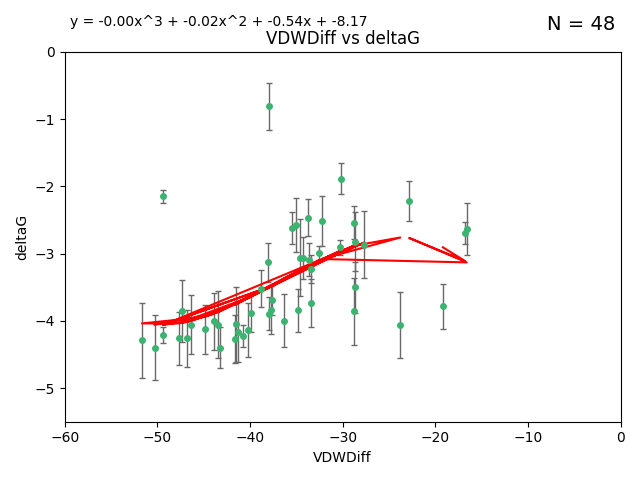 y = -0.00x^3 + -0.02x^2 + -0.54x + -8.17
N = 48
VDWDiff vs deltaG
0
−1
−2
−3
−4
−5
deltaG
−60
−50
−40
−30
−20
−10
0
VDWDiff